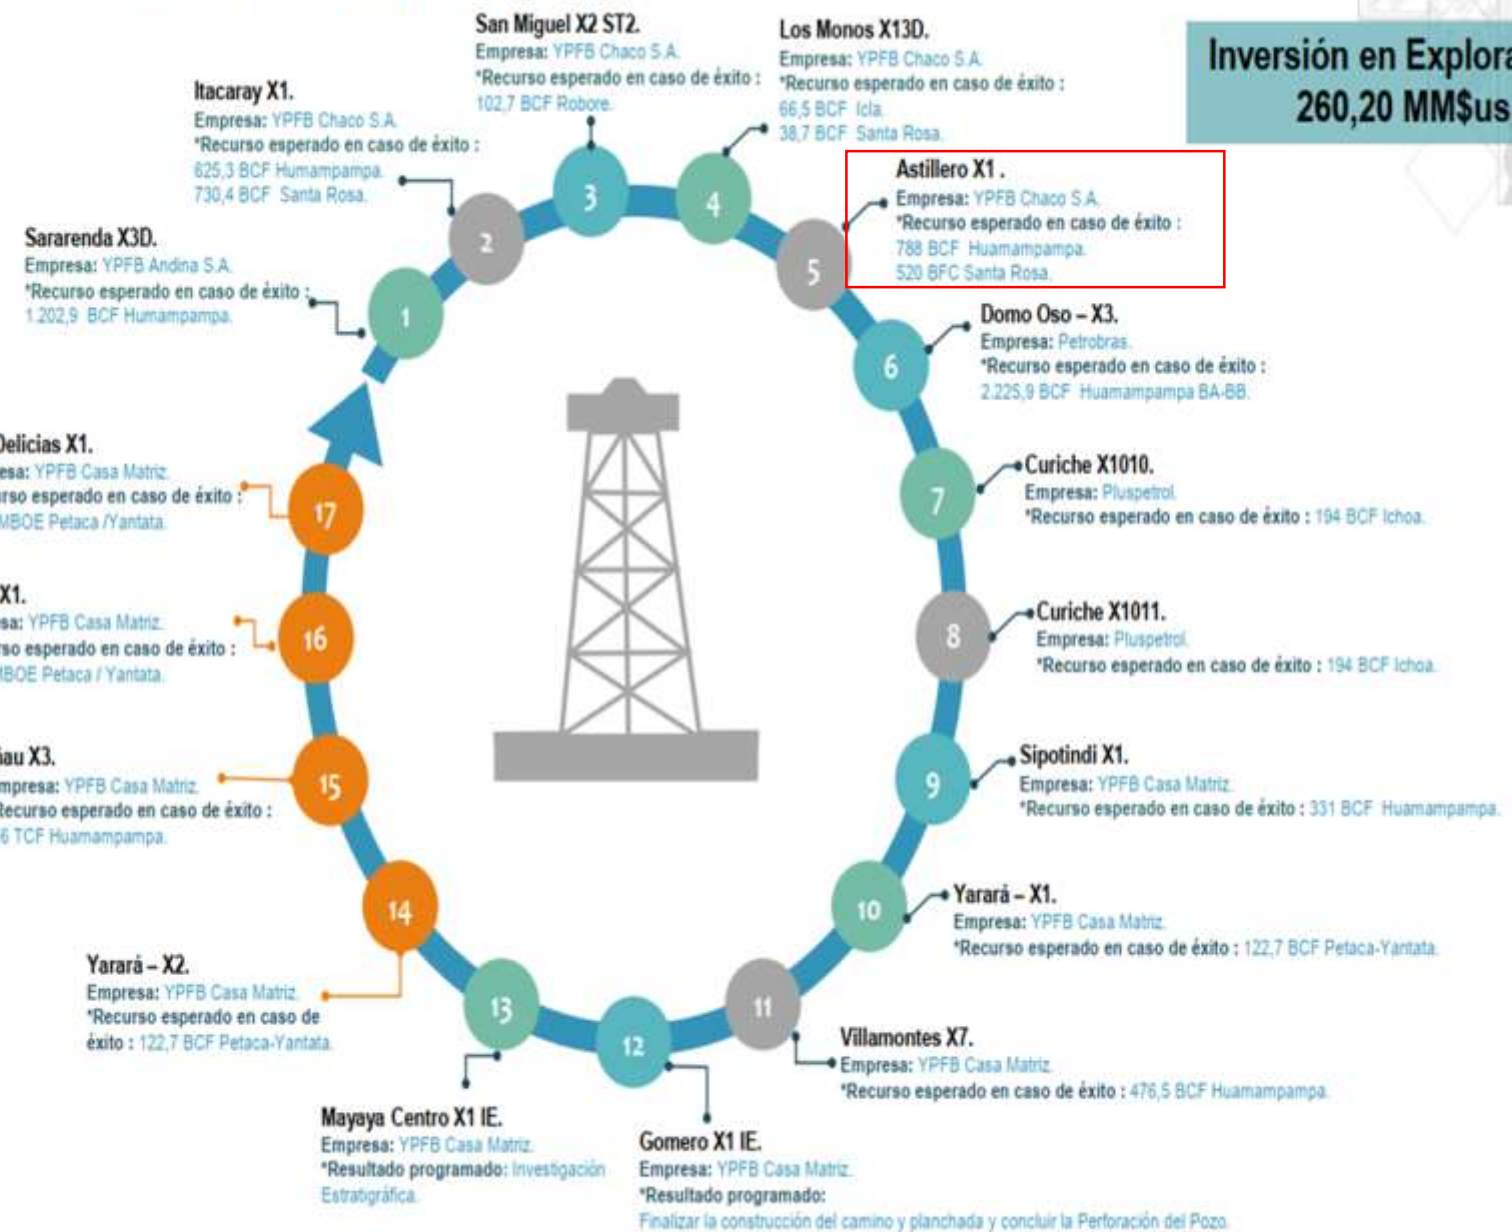 San Miguel X2 ST2.
Empresa: YPFB Chaco S.A.
*Recurso esperado en caso de éxito :
102,7 BCF Robore.
Los Monos X13D.
Empresa: YPFB Chaco S.A.
*Recurso esperado en caso de éxito :
66,5 BCF Icla.
38,7 BCF Santa Rosa.
Inversión en Explora
260,20 MM$us
Itacaray X1.
Empresa: YPFB Chaco S.A.
*Recurso esperado en caso de éxito :
625,3 BCF Humampampa.
730,4 BCF Santa Rosa.
Astillero X1 .
Empresa: YPFB Chaco S.A.
*Recurso esperado en caso de éxito :
788 BCF Huamampampa.
520 BFC Santa Rosa.
Sararenda X3D.
Empresa: YPFB Andina S.A.
*Recurso esperado en caso de éxito :
1.202,9 BCF Humampampa.
Domo Oso – X3.
Empresa: Petrobras.
*Recurso esperado en caso de éxito :
2.225,9 BCF Huamampampa BA-BB.
Curiche X1010.
Empresa: Pluspetrol.
*Recurso esperado en caso de éxito : 194 BCF Ichoa.
Curiche X1011.
Empresa: Pluspetrol.
*Recurso esperado en caso de éxito : 194 BCF Ichoa.
Sipotindi X1.
Empresa: YPFB Casa Matriz.
*Recurso esperado en caso de éxito : 331 BCF Huamampampa.
Yarará – X1.
Empresa: YPFB Casa Matriz.
*Recurso esperado en caso de éxito : 122,7 BCF Petaca-Yantata.
Villamontes X7.
Empresa: YPFB Casa Matriz.
*Recurso esperado en caso de éxito : 476,5 BCF Huamampampa.
Gomero X1 IE.
Empresa: YPFB Casa Matriz.
*Resultado programado:
Finalizar la construcción del camino y planchada y concluir la Perforación del Pozo.
Mayaya Centro X1 IE.
Empresa: YPFB Casa Matriz.
*Resultado programado: Investigación
Estratigráfica.
Yarará – X2.
Empresa: YPFB Casa Matriz.
*Recurso esperado en caso de
éxito : 122,7 BCF Petaca-Yantata.
au X3.
mpresa: YPFB Casa Matriz.
Recurso esperado en caso de éxito :
6 TCF Huamampampa.
X1.
sa: YPFB Casa Matriz.
rso esperado en caso de éxito :
MBOE Petaca / Yantata.
Delicias X1.
esa: YPFB Casa Matriz.
urso esperado en caso de éxito :
MBOE Petaca /Yantata.
1
2
3
4
5
6
7
8
9
10
11
12
13
14
15
16
17